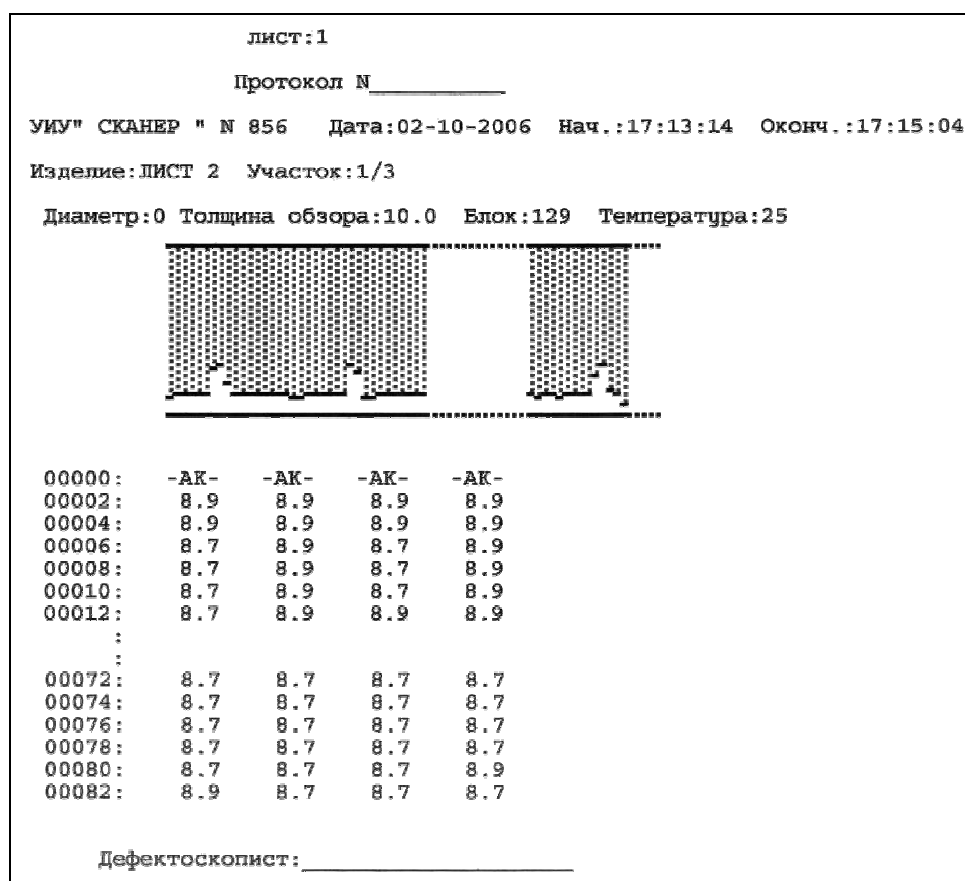 лист:1
Протокол N____________
УИУ" СКАНЕР " N 856 Дата:02-10-2006 Нач.:17:13:14 Оконч.:17:15:04
Изделие:ЛИСТ 2 Участок:1/3
Диаметр:0 Толщина обзора:10.0 Блок:129 Температура:25
00000: -АК- -АК- -АК- -АК-
00002: 8.9 8.9 8.9 8.9
00004: 8.9 8.9 8.9 8.9
00006: 8.7 8.9 8.7 8.9
00008: 8.7 8.9 8.7 8.9
00010: 8.7 8.9 8.7 8.9
00012: 8.7 8.9 8.9 8.9
:
:
00072: 8.7 8.7 8.7 8.7
00074: 8.7 8.7 8.7 8.7
00076: 8.7 8.7 8.7 8.7
00078: 8.7 8.7 8.7 8.7
00080: 8.7 8.7 8.7 8.9
00082: 8.9 8.7 8.7 8.7
Дефектоскопист:________________________